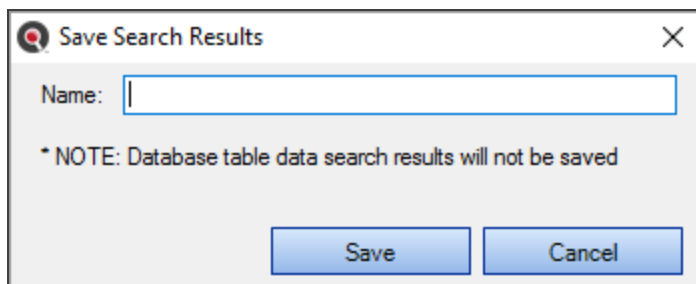 Save Search Results
Name:
* NOTE: Database table data search results will not be saved
Save Cancel